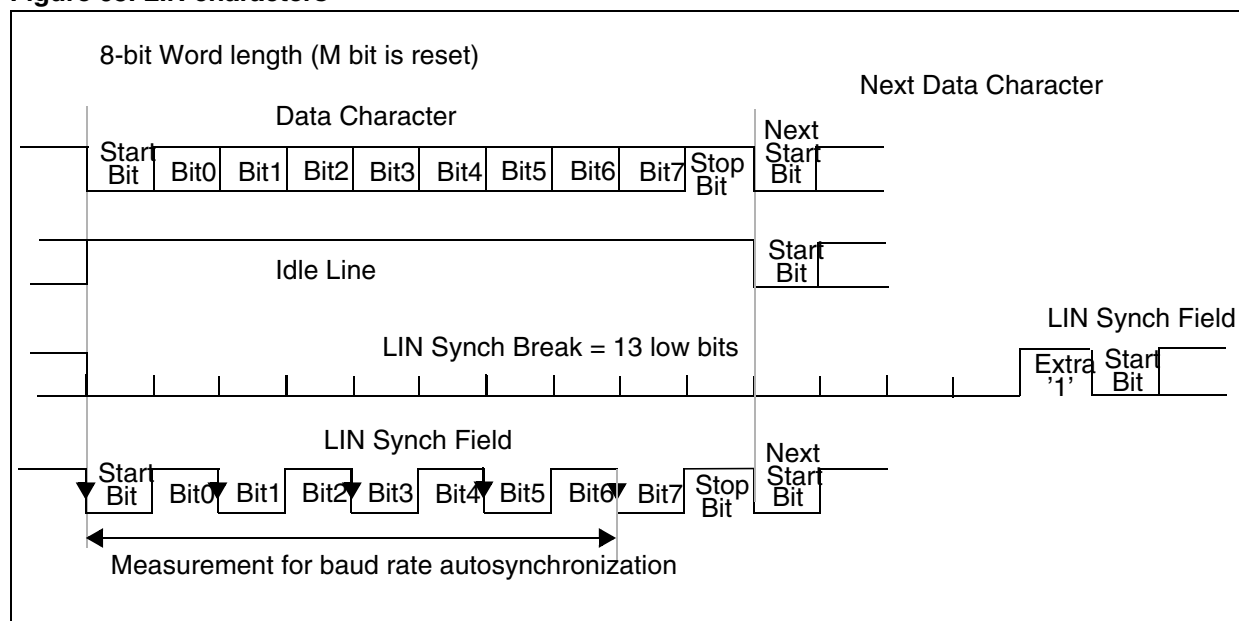 8-bit Word length (M bit is reset)
Next Data Character
Data Character
Start Bit Bit0 Bit1 Bit2 Bit3 Bit4 Bit5 Bit6 Bit7 Stop Bit Next Start Bit
Idle Line
Start Bit
LIN Synch Field
LIN Synch Break = 13 low bits
Extra '1' Start Bit
LIN Synch Field
Start Bit Bit0 Bit1 Bit2 Bit3 Bit4 Bit5 Bit6 Bit7 Stop Bit Next Start Bit
Measurement for baud rate autosynchronization